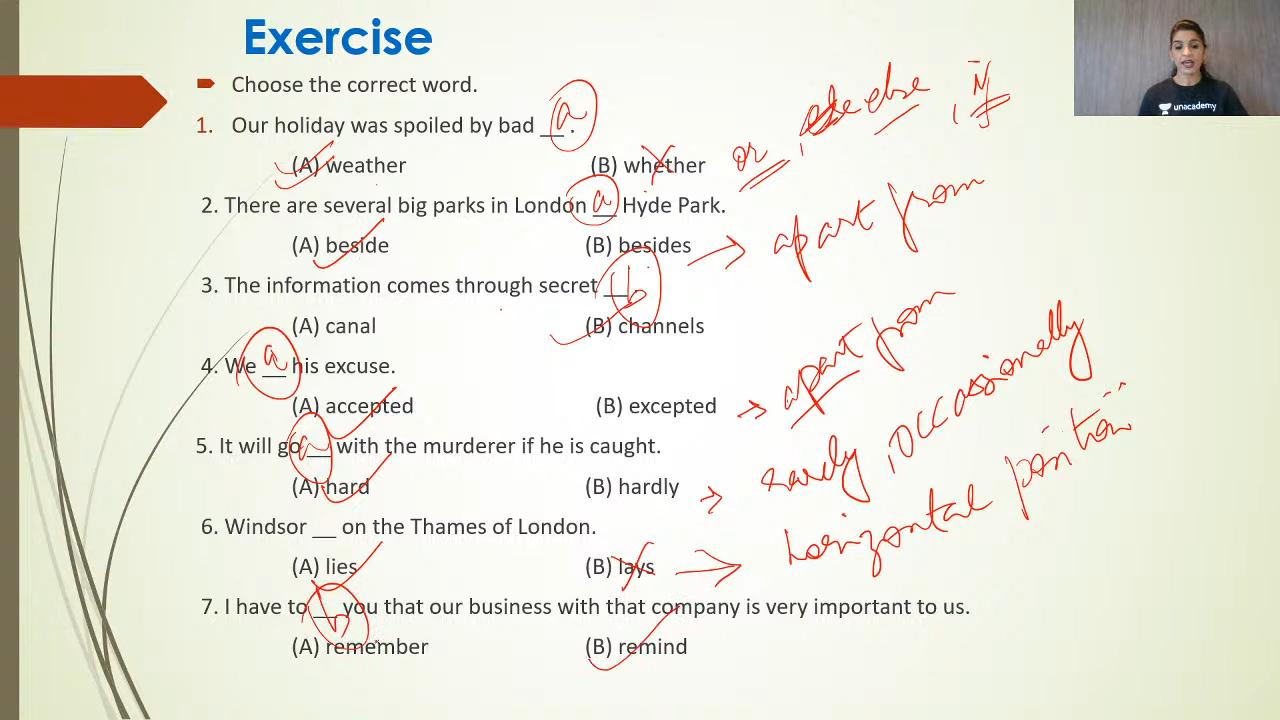 Exercise
Choose the correct word.
1. Our holiday was spoiled by bad __ . a
(A) weather (B) whether or, else, if
2. There are several big parks in London __ Hyde Park. a
(A) beside (B) besides → apart from
3. The information comes through secret __ b
(A) canal (B) channels
4. We __ his excuse. a
(A) accepted (B) excepted → apart from
5. It will go __ with the murderer if he is caught. a
(A) hard (B) hardly → rarely, occassionally
6. Windsor __ on the Thames of London.
(A) lies (B) lays → horizontal position
7. I have to __ you that our business with that company is very important to us. b
(A) remember (B) remind
unacademy